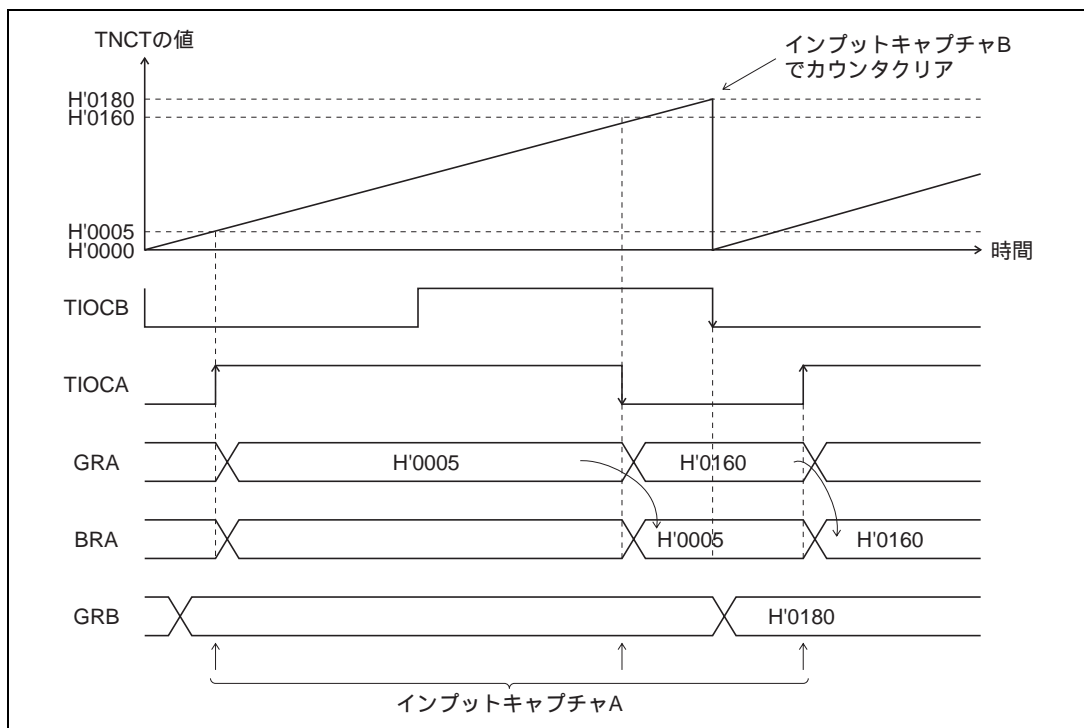 TNCTの値
インプットキャプチャB
でカウンタクリア
H'0180
H'0160
H'0005
H'0000
時間
TIOCB
TIOCA
GRA
H'0005
H'0160
BRA
H'0005
H'0160
GRB
H'0180
インプットキャプチャA